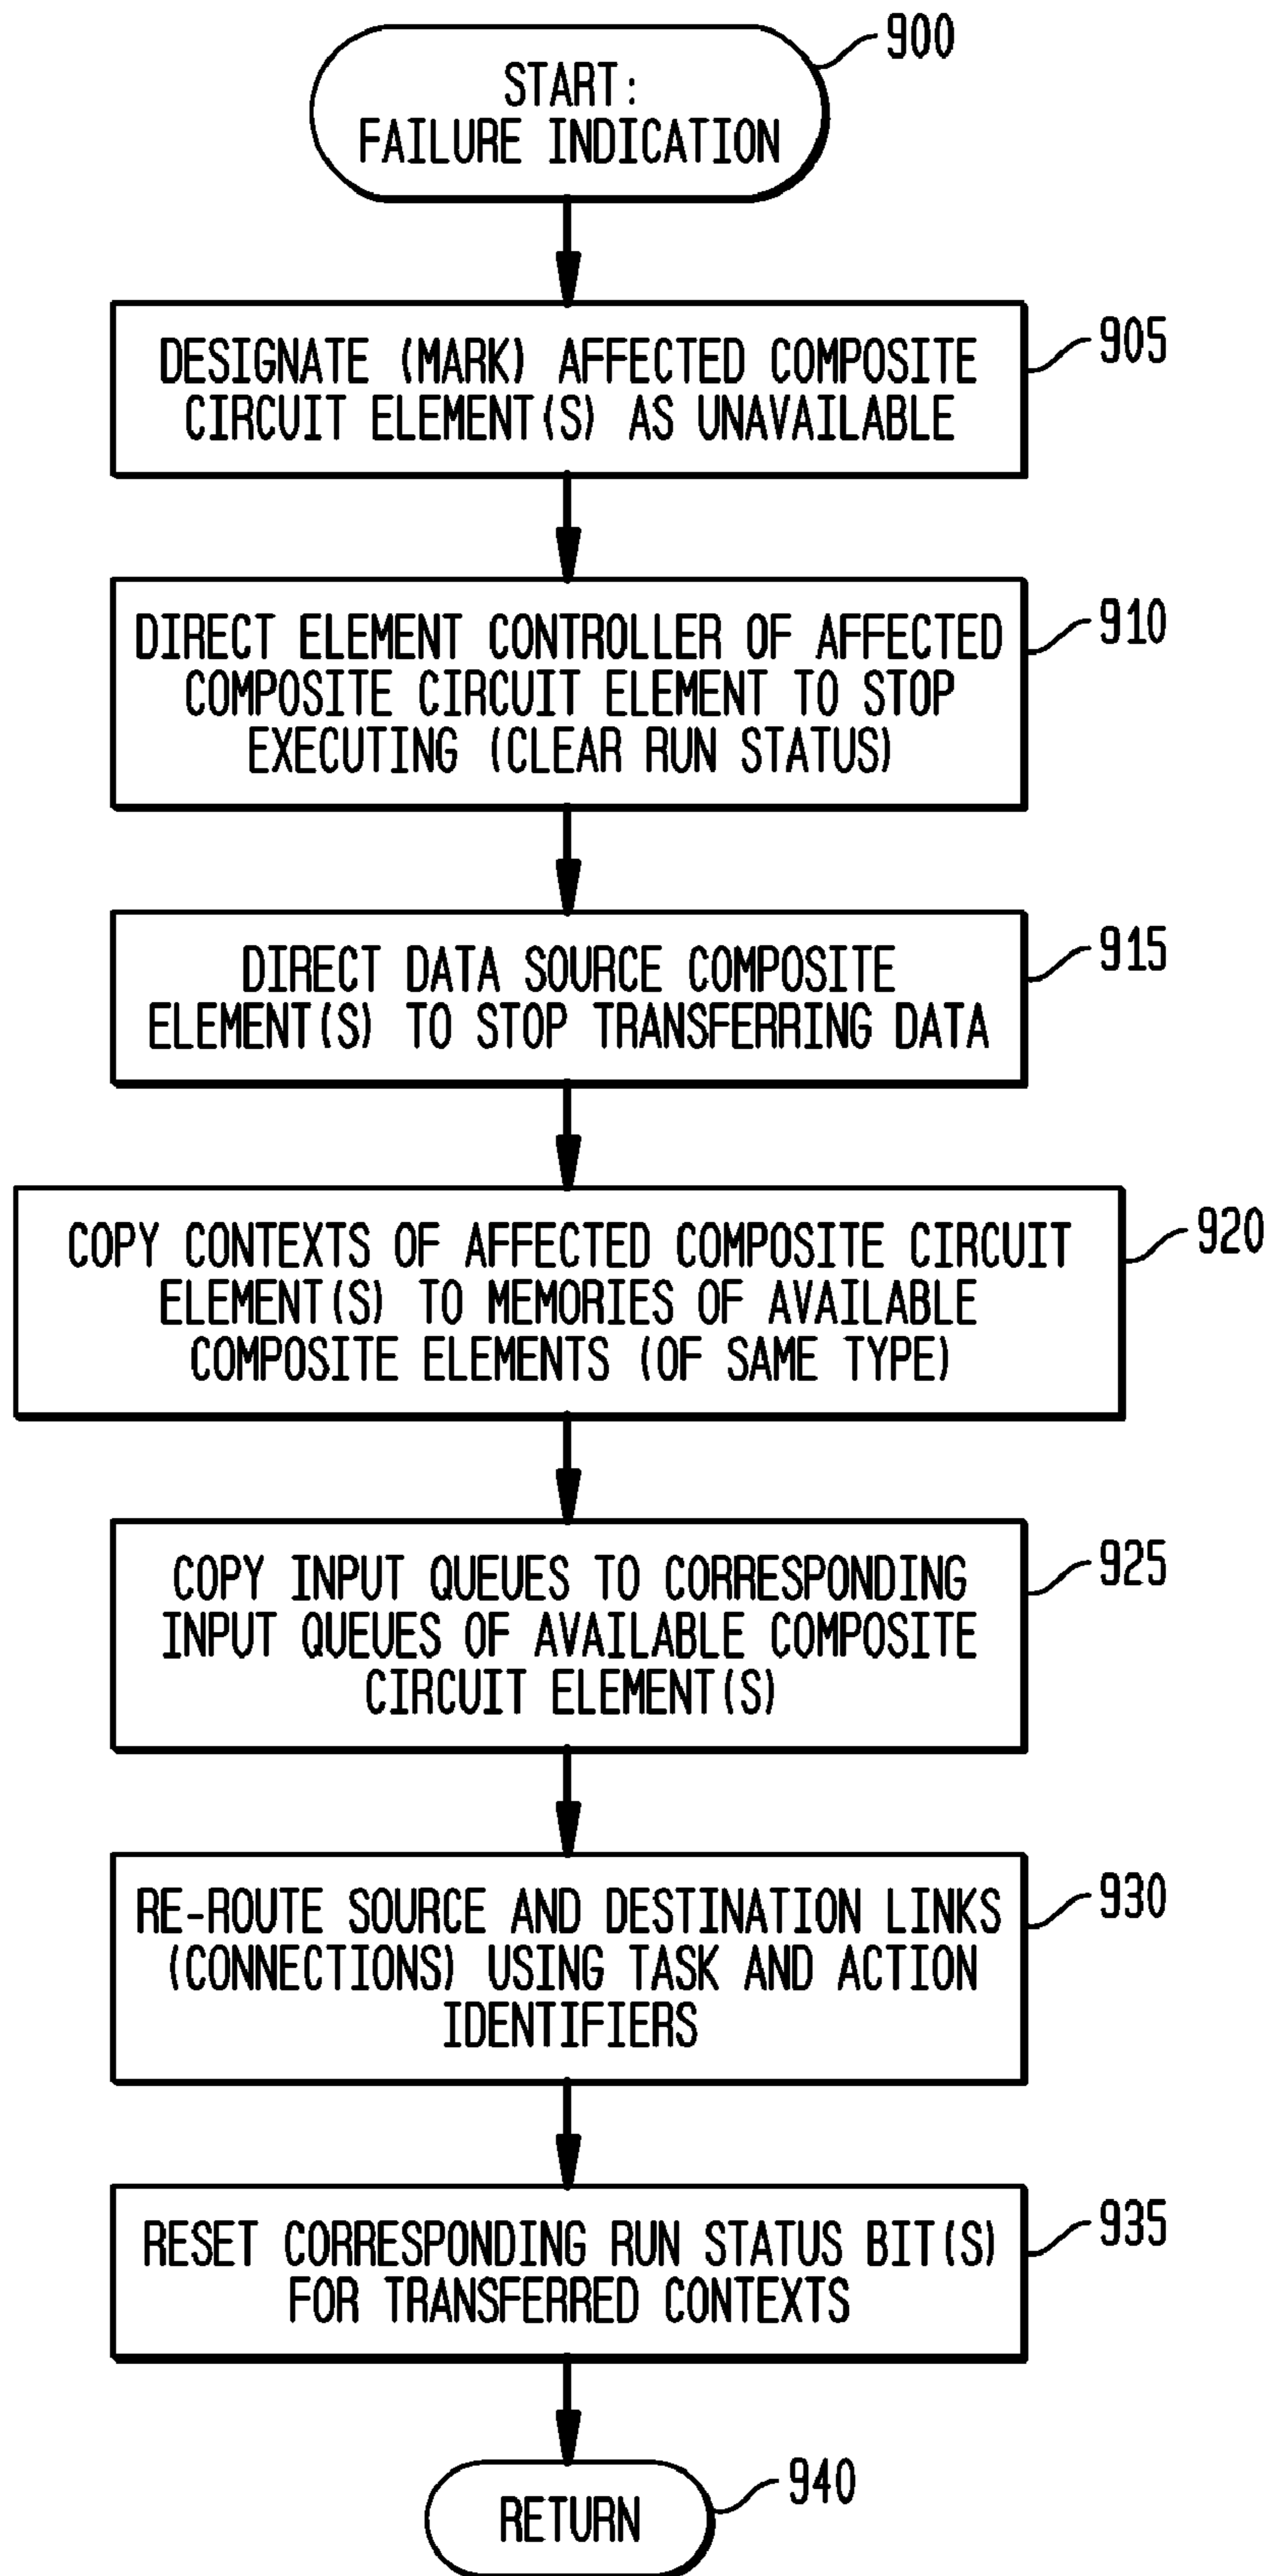 900
START:
FAILURE INDICATION
905
DESIGNATE (MARK) AFFECTED COMPOSITE
CIRCUIT ELEMENT(S) AS UNAVAILABLE
910
DIRECT ELEMENT CONTROLLER OF AFFECTED
COMPOSITE CIRCUIT ELEMENT TO STOP
EXECUTING (CLEAR RUN STATUS)
915
DIRECT DATA SOURCE COMPOSITE
ELEMENT(S) TO STOP TRANSFERRING DATA
920
COPY CONTEXTS OF AFFECTED COMPOSITE CIRCUIT
ELEMENT(S) TO MEMORIES OF AVAILABLE
COMPOSITE ELEMENTS (OF SAME TYPE)
925
COPY INPUT QUEUES TO CORRESPONDING
INPUT QUEUES OF AVAILABLE COMPOSITE
CIRCUIT ELEMENT(S)
930
RE-ROUTE SOURCE AND DESTINATION LINKS
(CONNECTIONS) USING TASK AND ACTION
IDENTIFIERS
935
RESET CORRESPONDING RUN STATUS BIT(S)
FOR TRANSFERRED CONTEXTS
940
RETURN